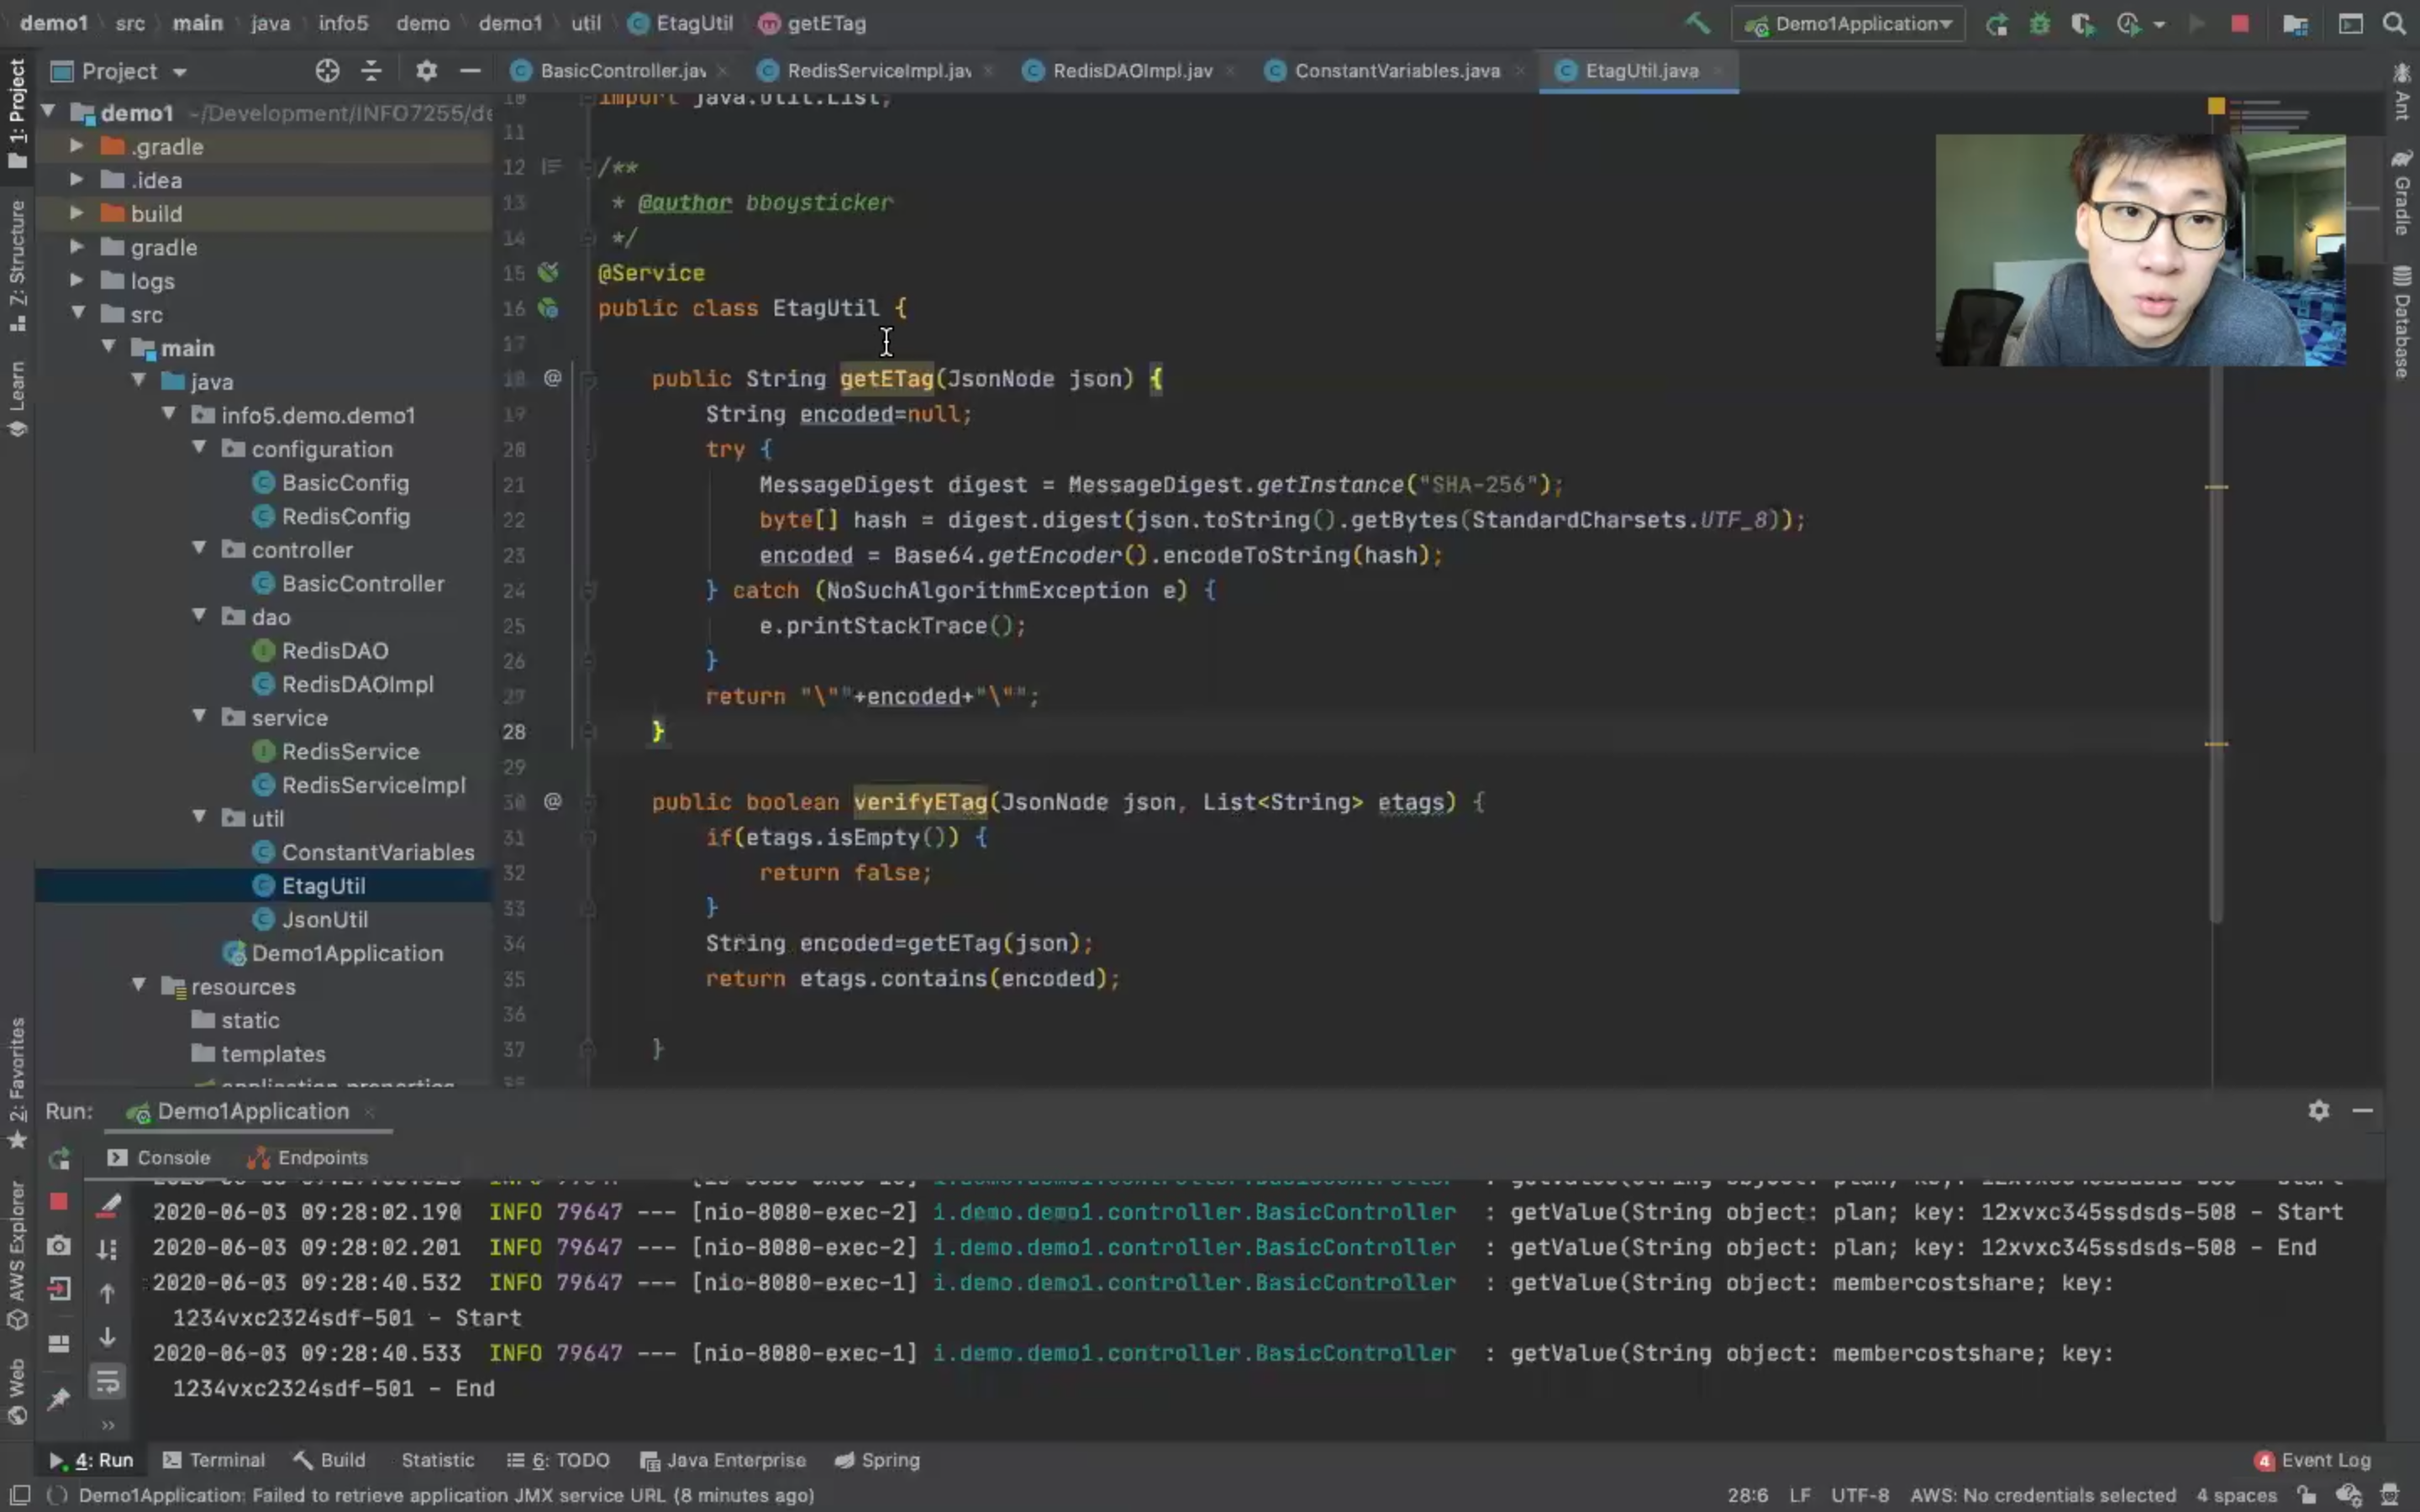 demo1 src main java info5 demo demo1 util EtagUtil getETag
Demo1Application
Project
BasicController.jav
RedisServiceImpl.jav
RedisDAOImpl.jav
ConstantVariables.java
EtagUtil.java
1: Project
Z: Structure
Learn
2: Favorites
AWS Explorer
Web
demo1 ~/Development/INFO7255/de
.gradle
.idea
build
gradle
logs
src
main
java
info5.demo.demo1
configuration
BasicConfig
RedisConfig
controller
BasicController
dao
RedisDAO
RedisDAOImpl
service
RedisService
RedisServiceImpl
util
ConstantVariables
EtagUtil
JsonUtil
Demo1Application
resources
static
templates
application.properties
10 import java.util.List;
11
12 /**
13 * @author bboysticker
14 */
15 @Service
16 public class EtagUtil {
17
18 @ public String getETag(JsonNode json) {
19 String encoded=null;
20 try {
21 MessageDigest digest = MessageDigest.getInstance("SHA-256");
22 byte[] hash = digest.digest(json.toString().getBytes(StandardCharsets.UTF_8));
23 encoded = Base64.getEncoder().encodeToString(hash);
24 } catch (NoSuchAlgorithmException e) {
25 e.printStackTrace();
26 }
27 return "\""+encoded+"\"";
28 }
29
30 @ public boolean verifyETag(JsonNode json, List<String> etags) {
31 if(etags.isEmpty()) {
32 return false;
33 }
34 String encoded=getETag(json);
35 return etags.contains(encoded);
36
37 }
Ant
Gradle
Database
Run: Demo1Application
Console Endpoints
2020-06-03 09:28:02.190 INFO 79647 --- [nio-8080-exec-2] i.demo.demo1.controller.BasicController : getValue(String object: plan; key: 12xvxc345ssdsds-508 - Start
2020-06-03 09:28:02.201 INFO 79647 --- [nio-8080-exec-2] i.demo.demo1.controller.BasicController : getValue(String object: plan; key: 12xvxc345ssdsds-508 - End
2020-06-03 09:28:40.532 INFO 79647 --- [nio-8080-exec-1] i.demo.demo1.controller.BasicController : getValue(String object: membercostshare; key:
1234vxc2324sdf-501 - Start
2020-06-03 09:28:40.533 INFO 79647 --- [nio-8080-exec-1] i.demo.demo1.controller.BasicController : getValue(String object: membercostshare; key:
1234vxc2324sdf-501 - End
4: Run Terminal Build Statistic 6: TODO Java Enterprise Spring 4 Event Log
Demo1Application: Failed to retrieve application JMX service URL (8 minutes ago) 28:6 LF UTF-8 AWS: No credentials selected 4 spaces